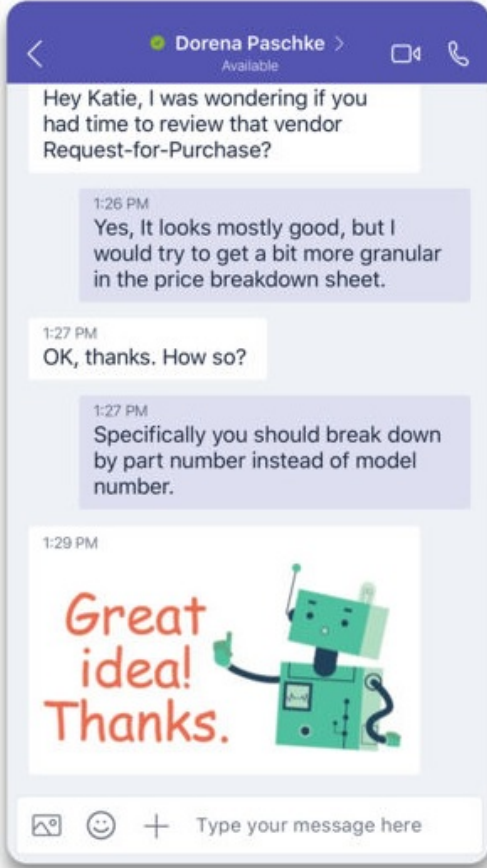 Dorena Paschke
Available
Hey Katie, I was wondering if you
had time to review that vendor
Request-for-Purchase?
1:26 PM
Yes, It looks mostly good, but I
would try to get a bit more granular
in the price breakdown sheet.
1:27 PM
OK, thanks. How so?
1:27 PM
Specifically you should break down
by part number instead of model
number.
1:29 PM
Great
idea!
Thanks.
Type your message here